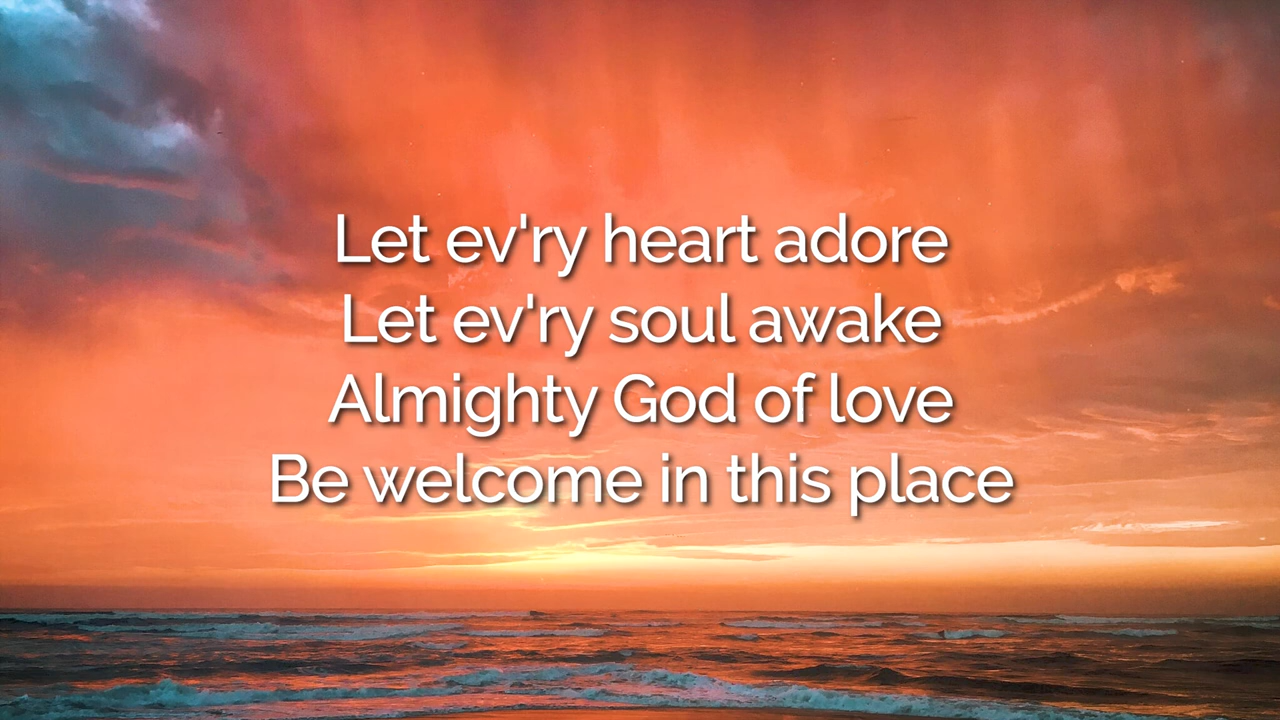 Let ev'ry heart adore
Let ev'ry soul awake
Almighty God of love
Be welcome in this place